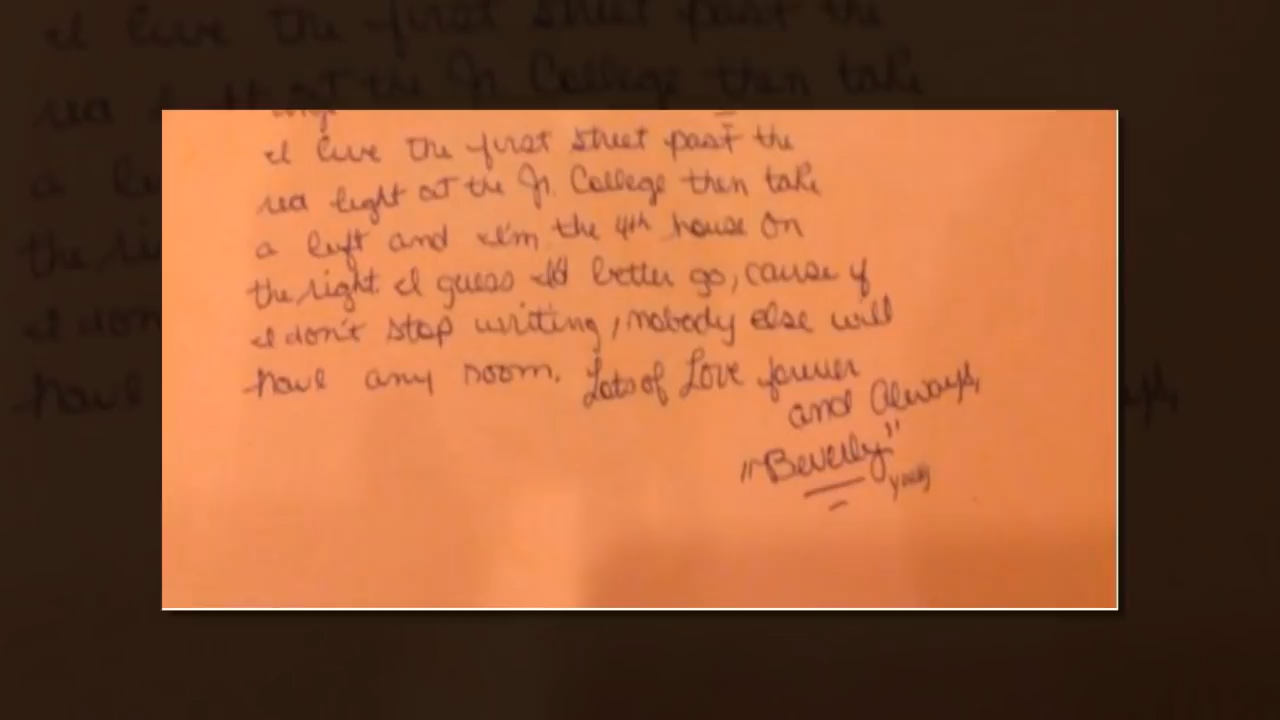 I live the first street past the
red light at the Jr. College then take
a left and I'm the 4th house on
the right. I guess I'd better go, cause if
I don't stop writing, nobody else will
have any room. Lots of Love forever
and Always,
"Beverly"